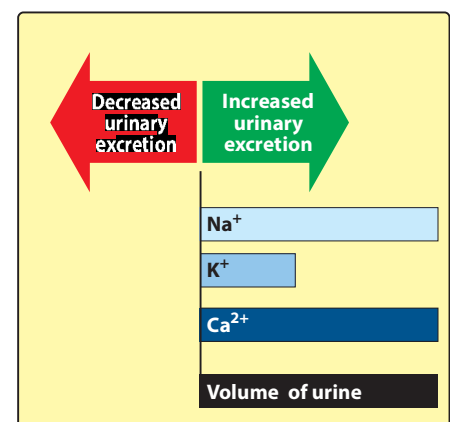 Decreased
urinary
excretion
Increased
urinary
excretion
Na⁺
K⁺
Ca²⁺
Volume of urine